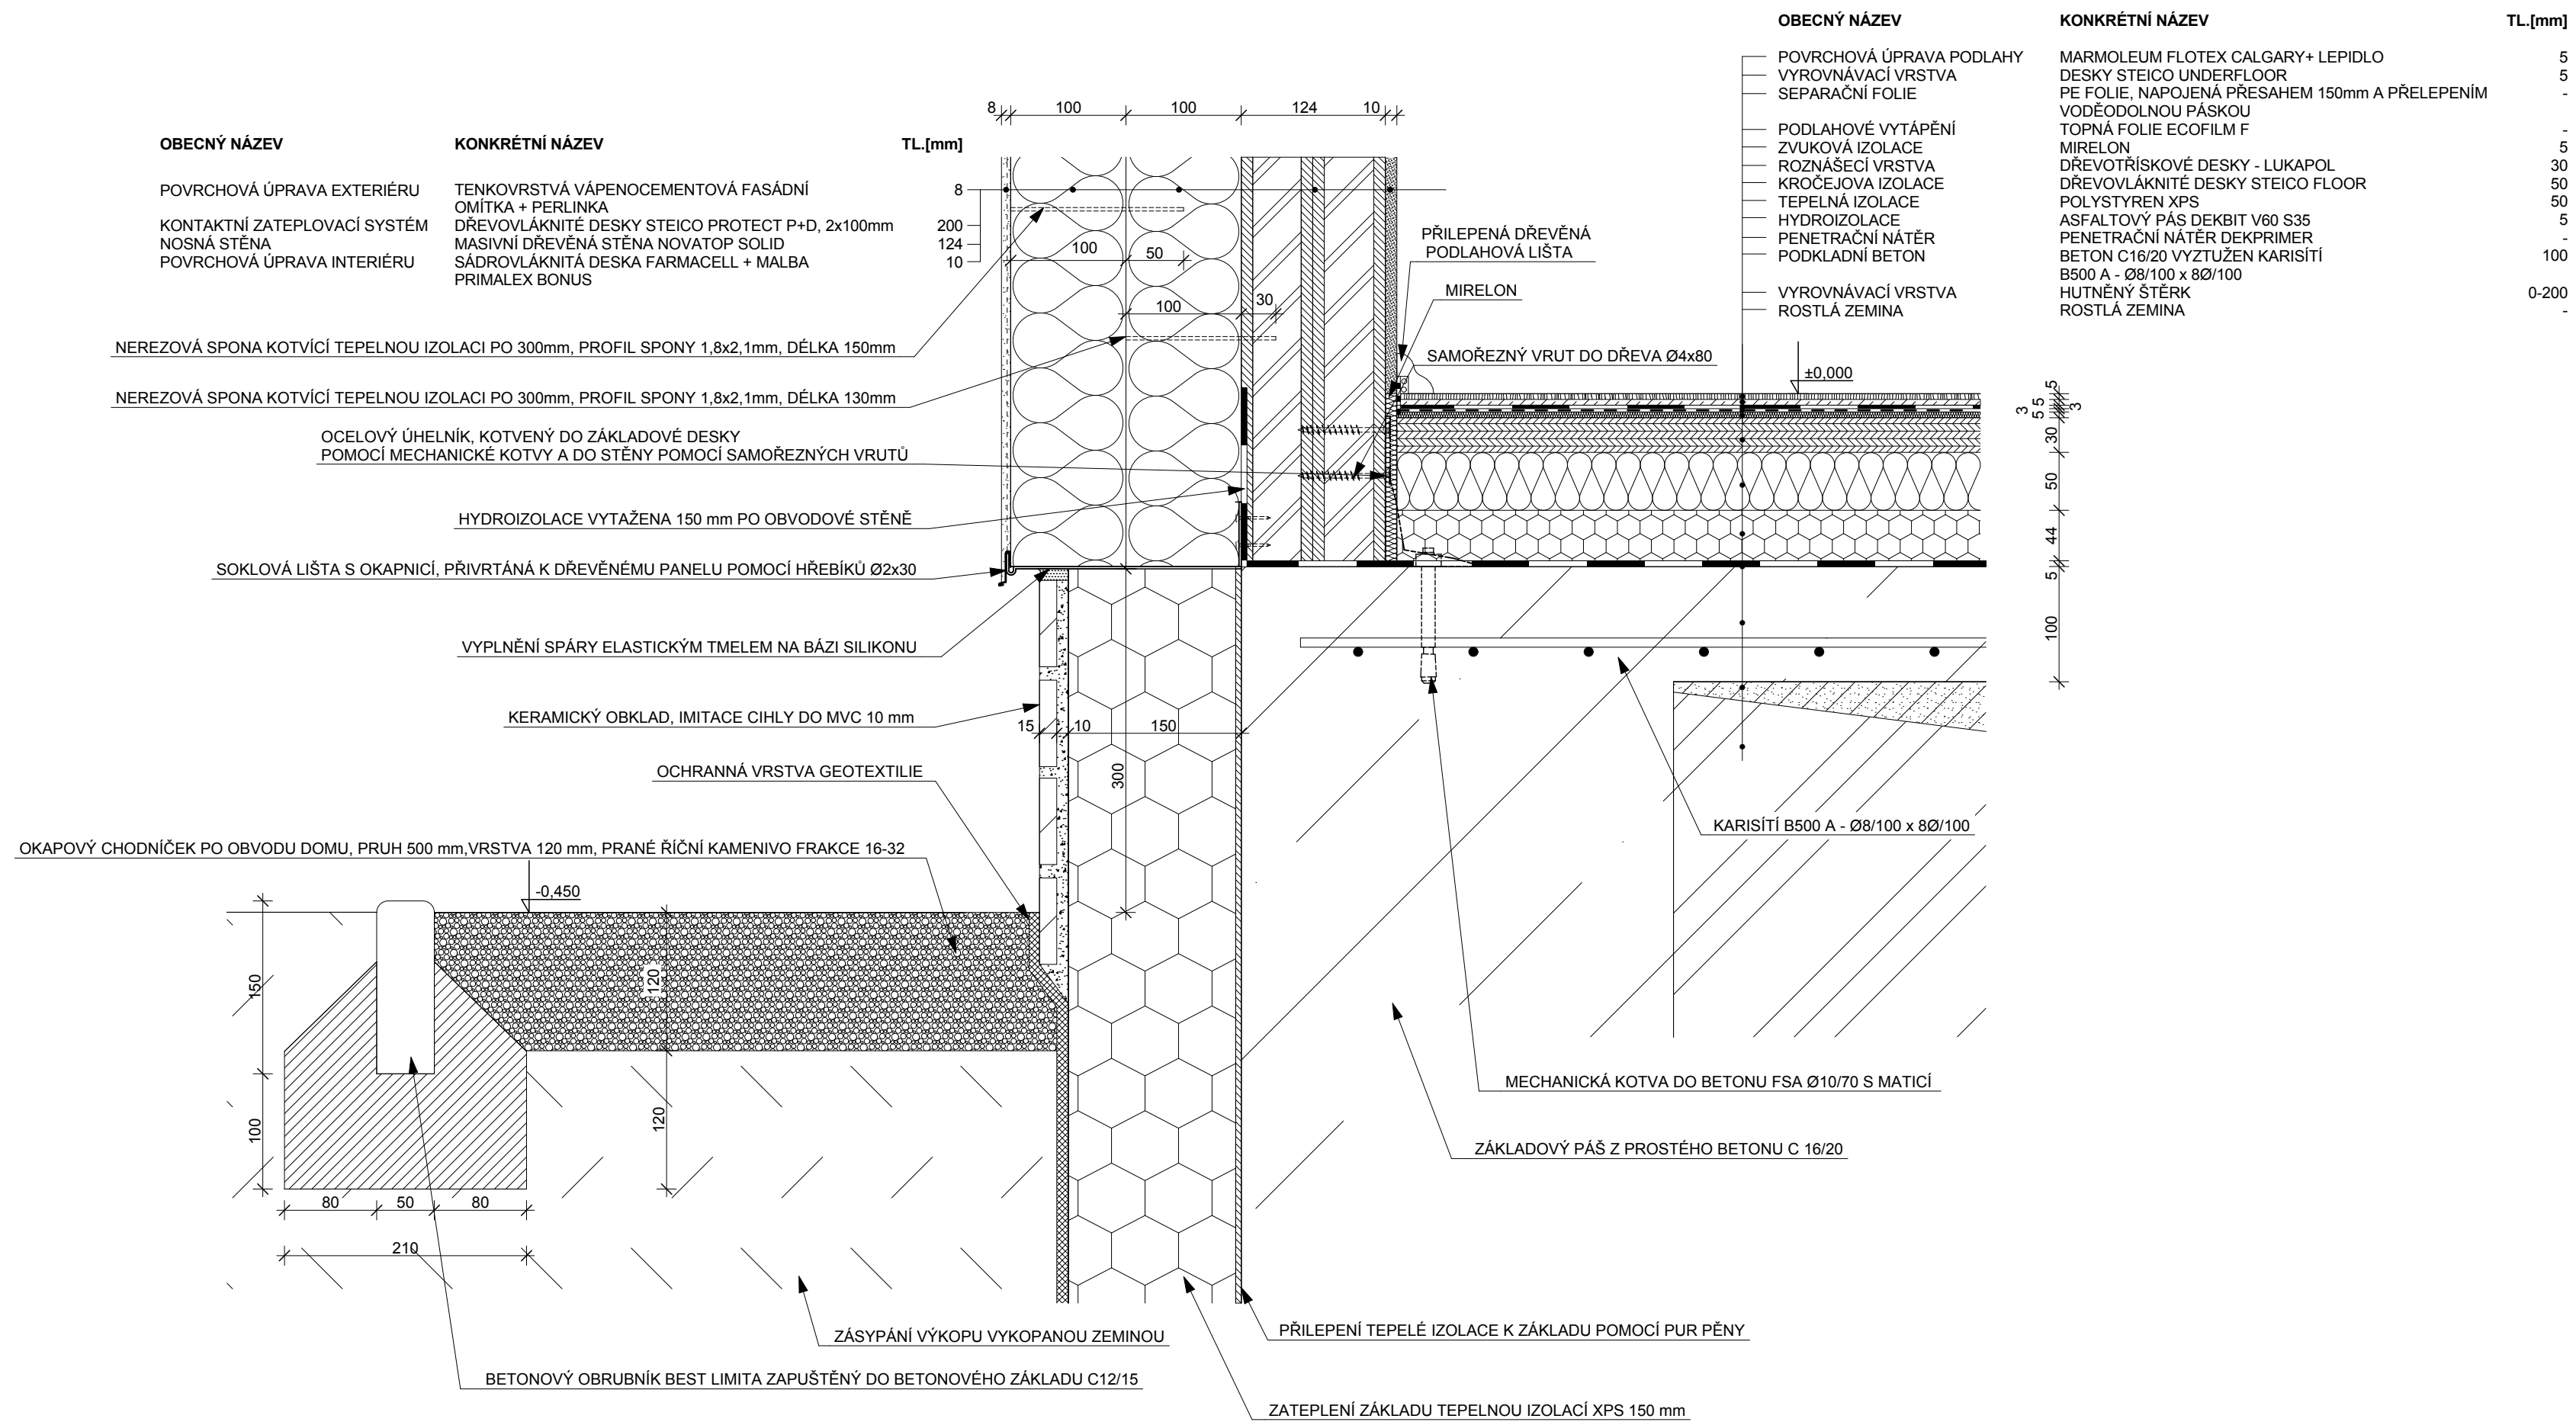 OBECNÝ NÁZEV KONKRÉTNÍ NÁZEV TL.[mm]
POVRCHOVÁ ÚPRAVA PODLAHY MARMOLEUM FLOTEX CALGARY+ LEPIDLO 5
VYROVNÁVACÍ VRSTVA DESKY STEICO UNDERFLOOR 5
SEPARAČNÍ FOLIE PE FOLIE, NAPOJENÁ PŘESAHEM 150mm A PŘELEPENÍM -
VODĚODOLNOU PÁSKOU
PODLAHOVÉ VYTÁPĚNÍ TOPNÁ FOLIE ECOFILM F -
ZVUKOVÁ IZOLACE MIRELON 5
ROZNÁŠECÍ VRSTVA DŘEVOTŘÍSKOVÉ DESKY - LUKAPOL 30
KROČEJOVA IZOLACE DŘEVOVLÁKNITÉ DESKY STEICO FLOOR 50
TEPELNÁ IZOLACE POLYSTYREN XPS 50
HYDROIZOLACE ASFALTOVÝ PÁS DEKBIT V60 S35 5
PENETRAČNÍ NÁTĚR PENETRAČNÍ NÁTĚR DEKPRIMER -
PODKLADNÍ BETON BETON C16/20 VYZTUŽEN KARISÍTÍ 100
B500 A - Ø8/100 x 8Ø/100
VYROVNÁVACÍ VRSTVA HUTNĚNÝ ŠTĚRK 0-200
ROSTLÁ ZEMINA ROSTLÁ ZEMINA -
8 100 100 124 10
OBECNÝ NÁZEV KONKRÉTNÍ NÁZEV TL.[mm]
POVRCHOVÁ ÚPRAVA EXTERIÉRU TENKOVRSTVÁ VÁPENOCEMENTOVÁ FASÁDNÍ 8
OMÍTKA + PERLINKA
KONTAKTNÍ ZATEPLOVACÍ SYSTÉM DŘEVOVLÁKNITÉ DESKY STEICO PROTECT P+D, 2x100mm 200
NOSNÁ STĚNA MASIVNÍ DŘEVĚNÁ STĚNA NOVATOP SOLID 124
POVRCHOVÁ ÚPRAVA INTERIÉRU SÁDROVLÁKNITÁ DESKA FARMACELL + MALBA 10
PRIMALEX BONUS
100 50
100 30
PŘILEPENÁ DŘEVĚNÁ
PODLAHOVÁ LIŠTA
MIRELON
NEREZOVÁ SPONA KOTVÍCÍ TEPELNOU IZOLACI PO 300mm, PROFIL SPONY 1,8x2,1mm, DÉLKA 150mm
SAMOŘEZNÝ VRUT DO DŘEVA Ø4x80
±0,000
NEREZOVÁ SPONA KOTVÍCÍ TEPELNOU IZOLACI PO 300mm, PROFIL SPONY 1,8x2,1mm, DÉLKA 130mm
5
5
3
3
5
30
50
44
5
100
OCELOVÝ ÚHELNÍK, KOTVENÝ DO ZÁKLADOVÉ DESKY
POMOCÍ MECHANICKÉ KOTVY A DO STĚNY POMOCÍ SAMOŘEZNÝCH VRUTŮ
HYDROIZOLACE VYTAŽENA 150 mm PO OBVODOVÉ STĚNĚ
SOKLOVÁ LIŠTA S OKAPNICÍ, PŘIVRTÁNÁ K DŘEVĚNÉMU PANELU POMOCÍ HŘEBÍKŮ Ø2x30
VYPLNĚNÍ SPÁRY ELASTICKÝM TMELEM NA BÁZI SILIKONU
KERAMICKÝ OBKLAD, IMITACE CIHLY DO MVC 10 mm
15 10 150
300
OCHRANNÁ VRSTVA GEOTEXTILIE
KARISÍTÍ B500 A - Ø8/100 x 8Ø/100
OKAPOVÝ CHODNÍČEK PO OBVODU DOMU, PRUH 500 mm,VRSTVA 120 mm, PRANÉ ŘÍČNÍ KAMENIVO FRAKCE 16-32
-0,450
150
120
100
120
80 50 80
210
MECHANICKÁ KOTVA DO BETONU FSA Ø10/70 S MATICÍ
ZÁKLADOVÝ PÁŠ Z PROSTÉHO BETONU C 16/20
ZÁSYPÁNÍ VÝKOPU VYKOPANOU ZEMINOU
PŘILEPENÍ TEPELÉ IZOLACE K ZÁKLADU POMOCÍ PUR PĚNY
BETONOVÝ OBRUBNÍK BEST LIMITA ZAPUŠTĚNÝ DO BETONOVÉHO ZÁKLADU C12/15
ZATEPLENÍ ZÁKLADU TEPELNOU IZOLACÍ XPS 150 mm